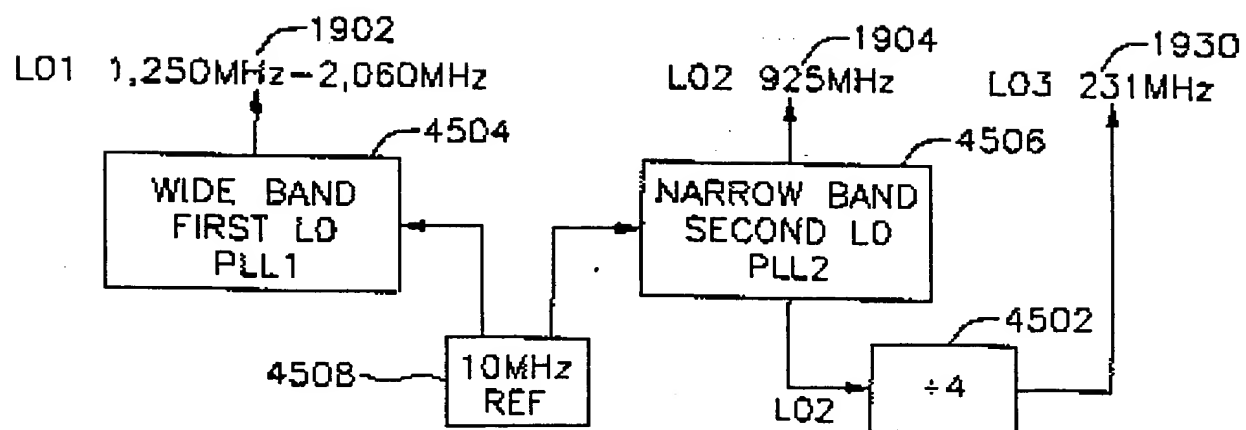 1902
LO1 1,250MHz-2,060MHz
1904
LO2 925MHz
1930
LO3 231MHz
4504
WIDE BAND
FIRST LO
PLL1
4506
NARROW BAND
SECOND LO
PLL2
4508
10MHz
REF
4502
÷4
LO2